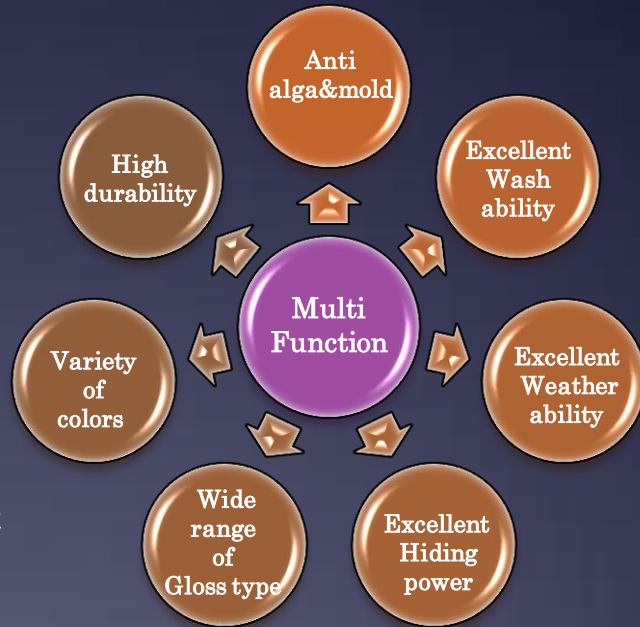 Anti
alga&mold
Excellent
Wash
ability
Excellent
Weather
ability
Excellent
Hiding
power
Wide
range
of
Gloss type
Variety
of
colors
High
durability
Multi
Function